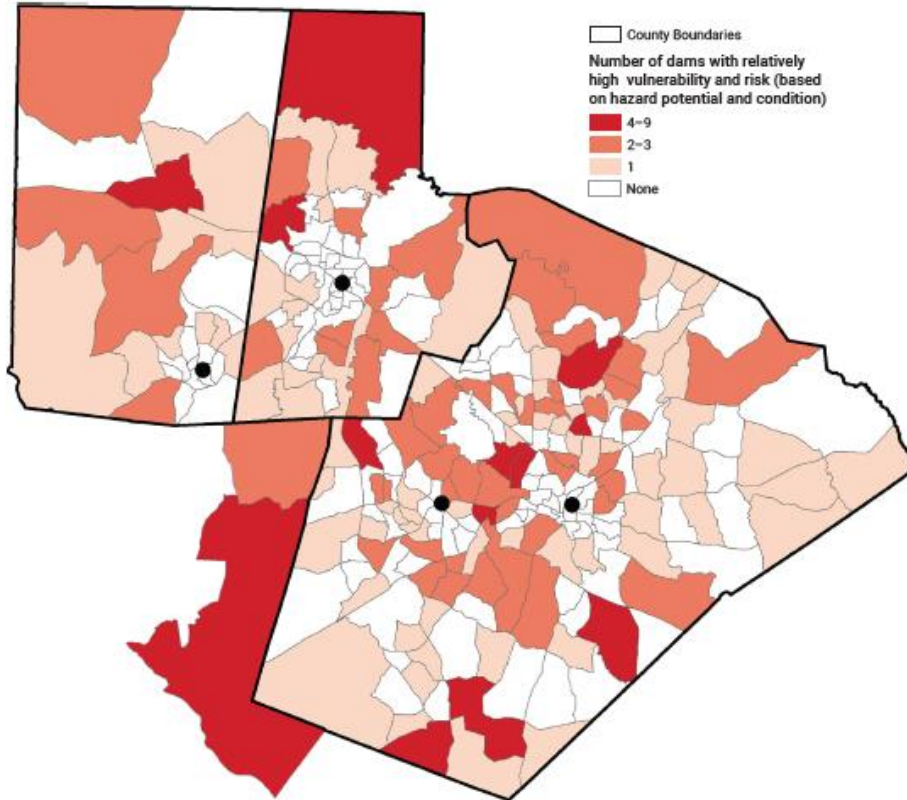 County Boundaries
Number of dams with relatively
high vulnerability and risk (based
on hazard potential and condition)
4–9
2–3
1
None